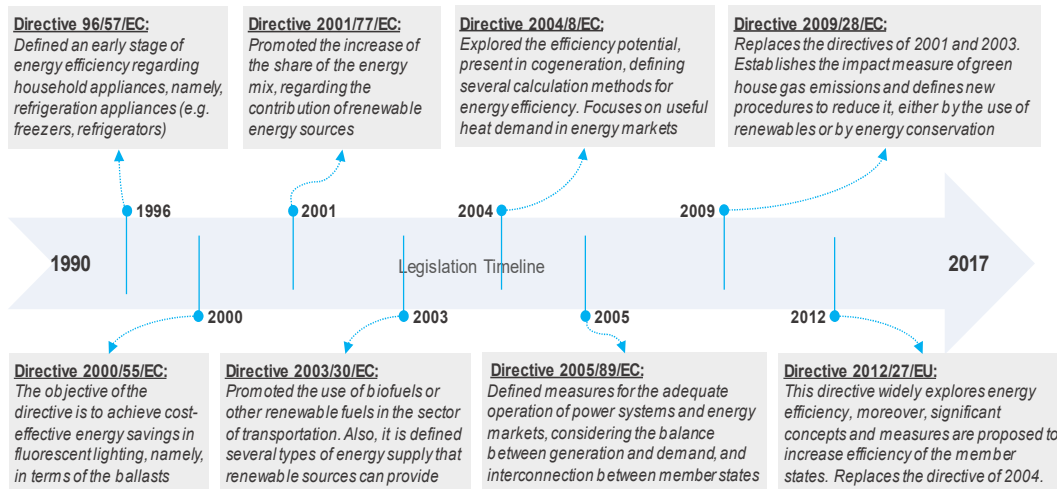 Directive 96/57/EC:
Defined an early stage of
energy efficiency regarding
household appliances, namely,
refrigeration appliances (e.g.
freezers, refrigerators)
Directive 2001/77/EC:
Promoted the increase of
the share of the energy
mix, regarding the
contribution of renewable
energy sources
Directive 2004/8/EC:
Explored the efficiency potential,
present in cogeneration, defining
several calculation methods for
energy efficiency. Focuses on useful
heat demand in energy markets
Directive 2009/28/EC:
Replaces the directives of 2001 and 2003.
Establishes the impact measure of green
house gas emissions and defines new
procedures to reduce it, either by the use of
renewables or by energy conservation
1996
2001
2004
2009
1990
Legislation Timeline
2017
2000
2003
2005
2012
Directive 2000/55/EC:
The objective of the
directive is to achieve cost-
effective energy savings in
fluorescent lighting, namely,
in terms of the ballasts
Directive 2003/30/EC:
Promoted the use of biofuels or
other renewable fuels in the sector
of transportation. Also, it is defined
several types of energy supply that
renewable sources can provide
Directive 2005/89/EC:
Defined measures for the adequate
operation of power systems and energy
markets, considering the balance
between generation and demand, and
interconnection between member states
Directive 2012/27/EU:
This directive widely explores energy
efficiency, moreover, significant
concepts and measures are proposed to
increase efficiency of the member
states. Replaces the directive of 2004.